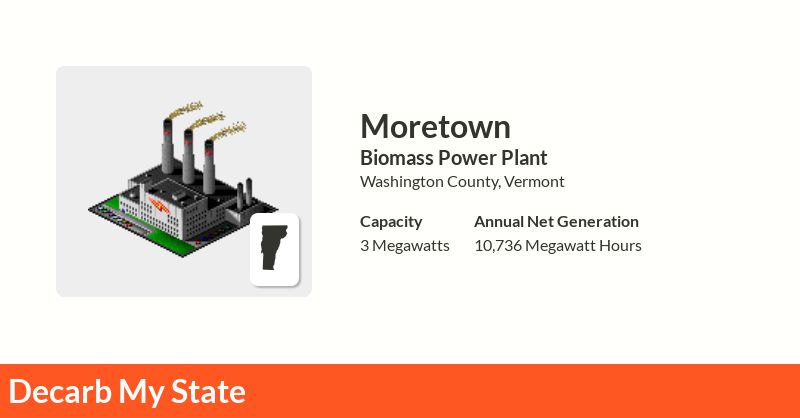 Moretown
Biomass Power Plant
Washington County, Vermont
Capacity
Annual Net Generation
3 Megawatts
10,736 Megawatt Hours
Decarb My State